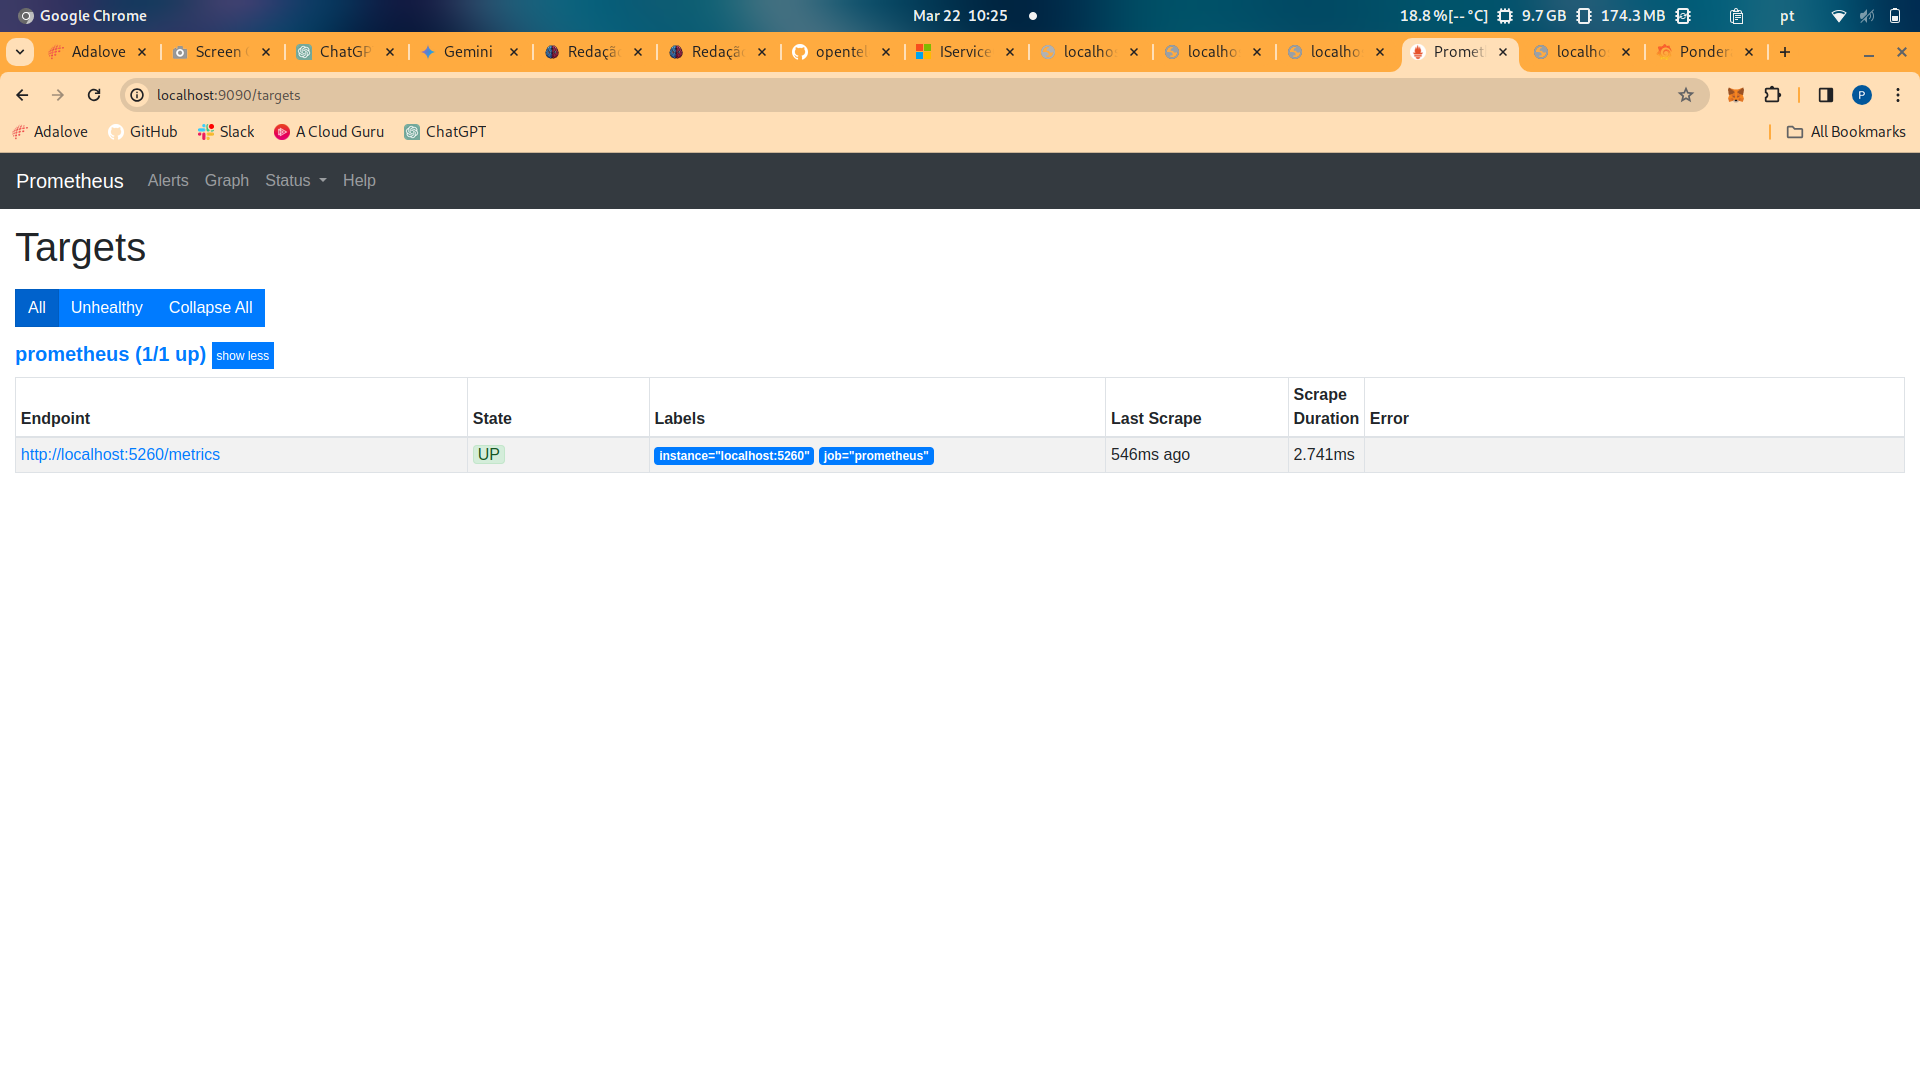 Google Chrome
Mar 22 10:25
18.8 %[-- °C] 9.7 GB 174.3 MB pt
Adalove Screen ChatGP Gemini Redaçã Redaçã opentel IService localho localho localho Promet localho Ponder
localhost:9090/targets
P
Adalove GitHub Slack A Cloud Guru ChatGPT All Bookmarks
Prometheus Alerts Graph Status Help
Targets
All Unhealthy Collapse All
prometheus (1/1 up) show less
Endpoint State Labels Last Scrape Scrape Duration Error
http://localhost:5260/metrics UP instance="localhost:5260" job="prometheus" 546ms ago 2.741ms